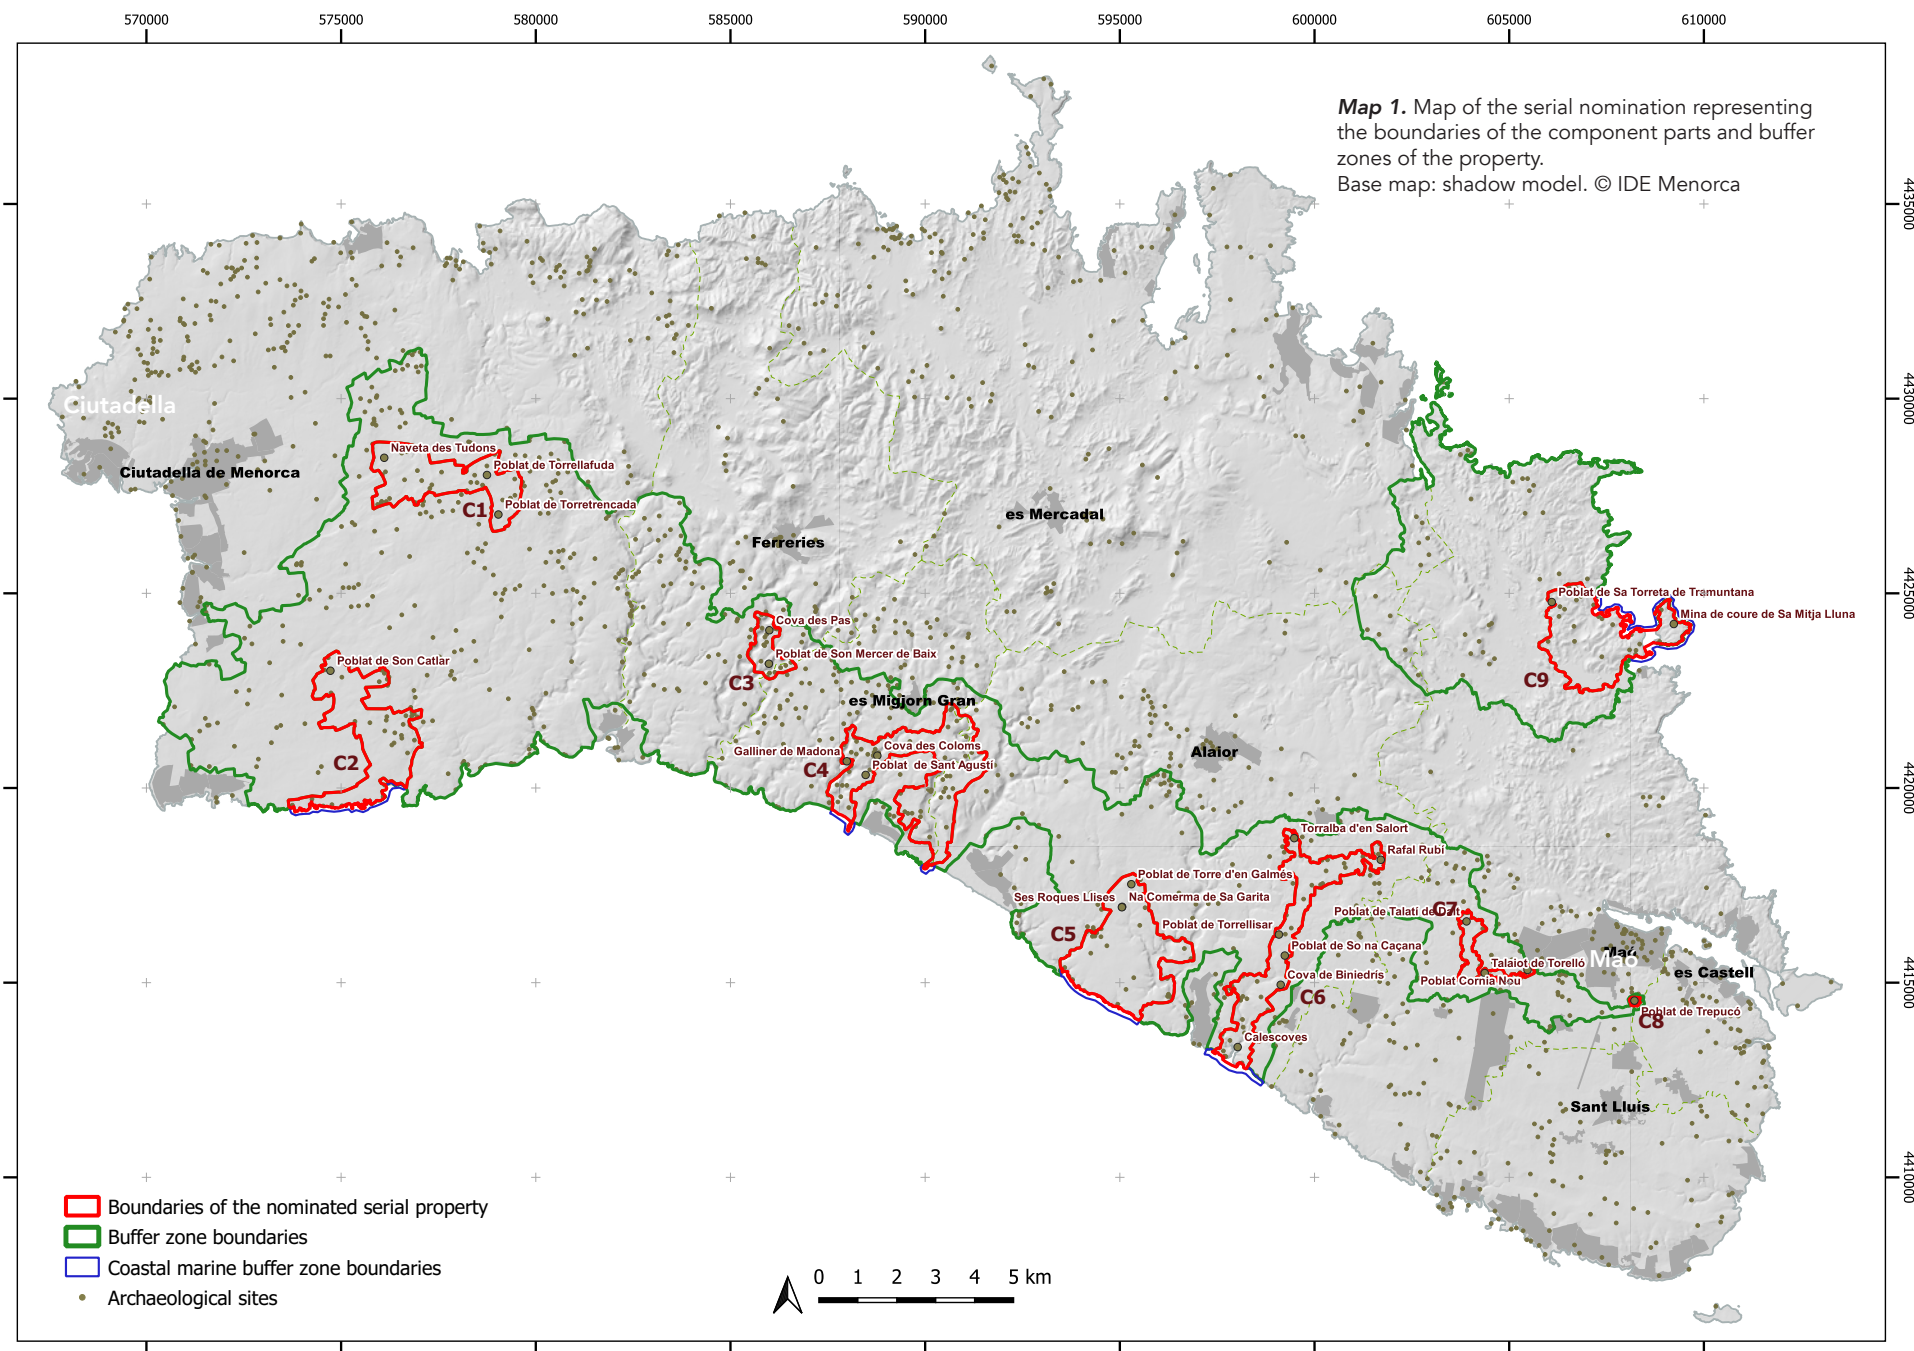 570000
575000
580000
585000
590000
595000
600000
605000
610000
Map 1. Map of the serial nomination representing
the boundaries of the component parts and buffer
zones of the property.
Base map: shadow model. © IDE Menorca
4435000
4430000
4425000
4420000
4415000
4410000
Ciutadella
Ciutadella de Menorca
Naveta des Tudons
Poblat de Torrellafuda
Poblat de Torretrencada
C1
es Mercadal
Ferreries
Poblat de Sa Torreta de Tramuntana
Mina de coure de Sa Mitja Lluna
C9
Cova des Pas
Poblat de Son Mercer de Baix
C3
Poblat de Son Catlar
C2
es Migjorn Gran
Galliner de Madona
Cova des Coloms
Poblat de Sant Agustí
C4
Alaior
Torralba d'en Salort
Rafal Rubí
Poblat de Torre d'en Galmés
Ses Roques Llises
Na Comerma de Sa Garita
C5
Poblat de Torrellisar
Poblat de So na Caçana
Cova de Biniedrís
C6
Calescoves
Poblat de Talatí de Dalt
C7
Talaiot de Torelló
Poblat Cornia Nou
Maó
Maó
es Castell
Poblat de Trepucó
C8
Sant Lluís
Boundaries of the nominated serial property
Buffer zone boundaries
Coastal marine buffer zone boundaries
Archaeological sites
0 1 2 3 4 5 km